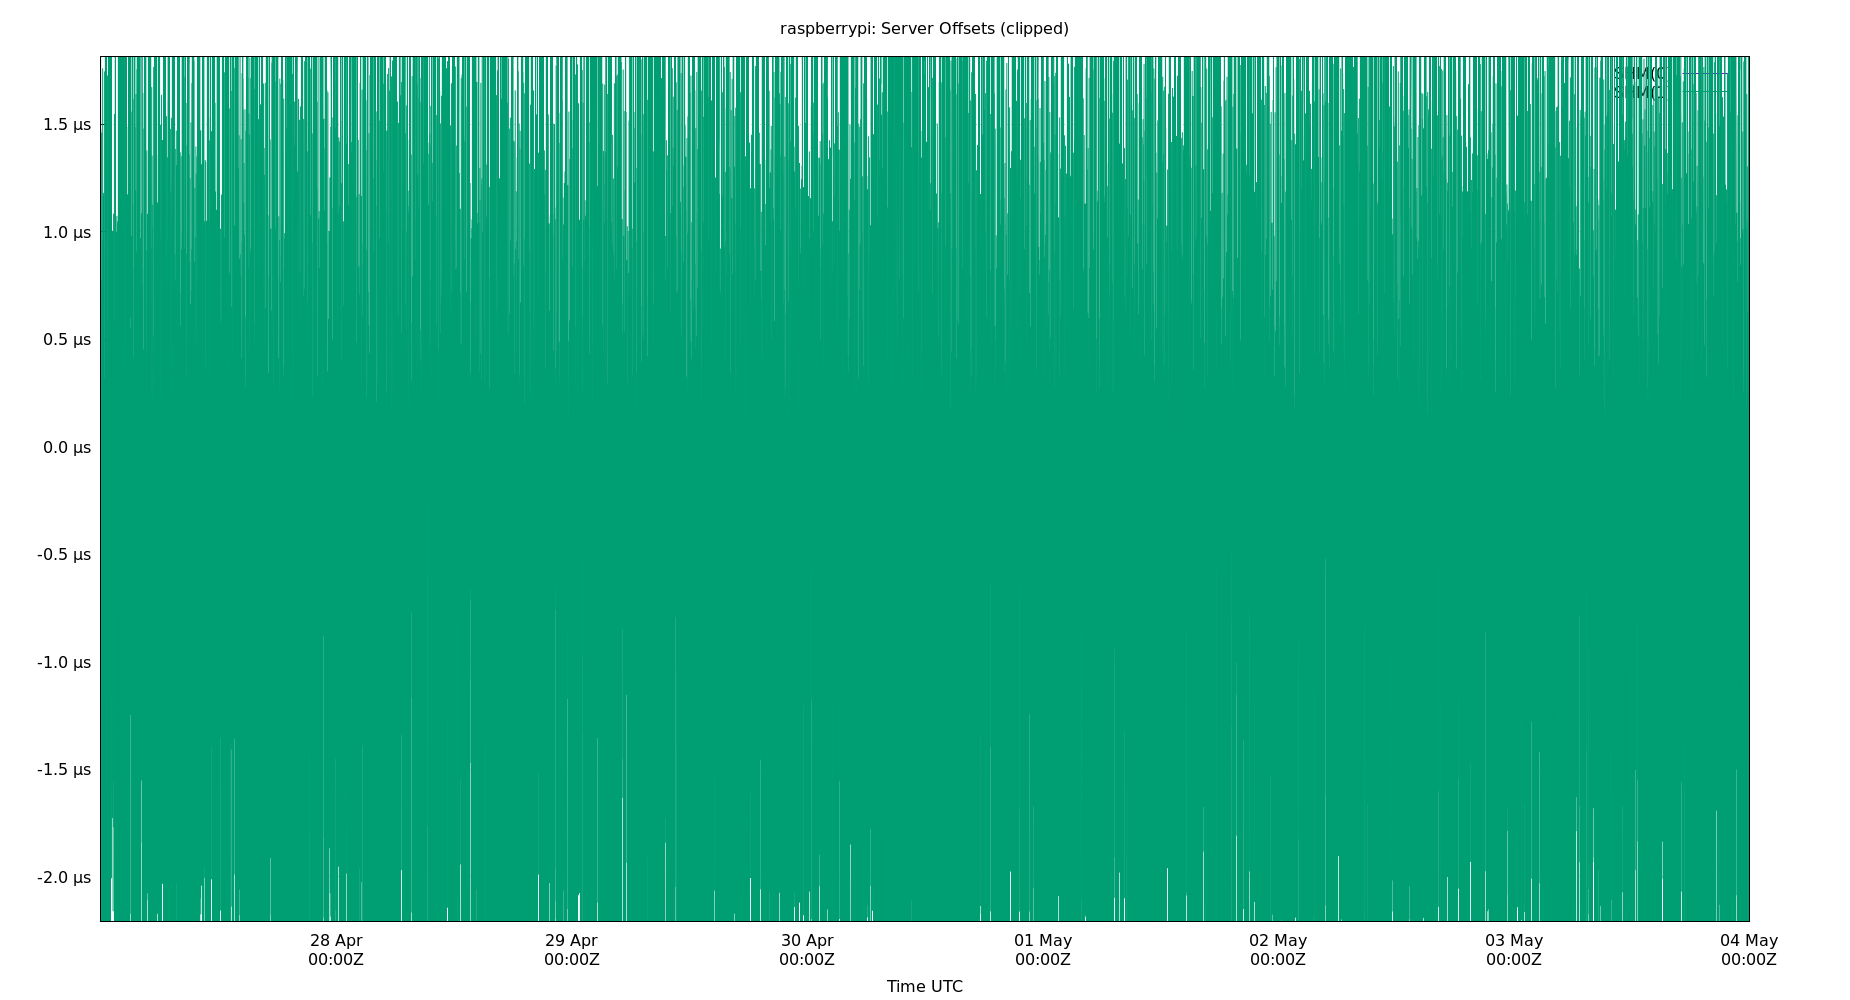 raspberrypi: Server Offsets (clipped)
1.5 µs
1.0 µs
0.5 µs
0.0 µs
-0.5 µs
-1.0 µs
-1.5 µs
-2.0 µs
28 Apr
00:00Z
29 Apr
00:00Z
30 Apr
00:00Z
01 May
00:00Z
02 May
00:00Z
03 May
00:00Z
04 May
00:00Z
Time UTC